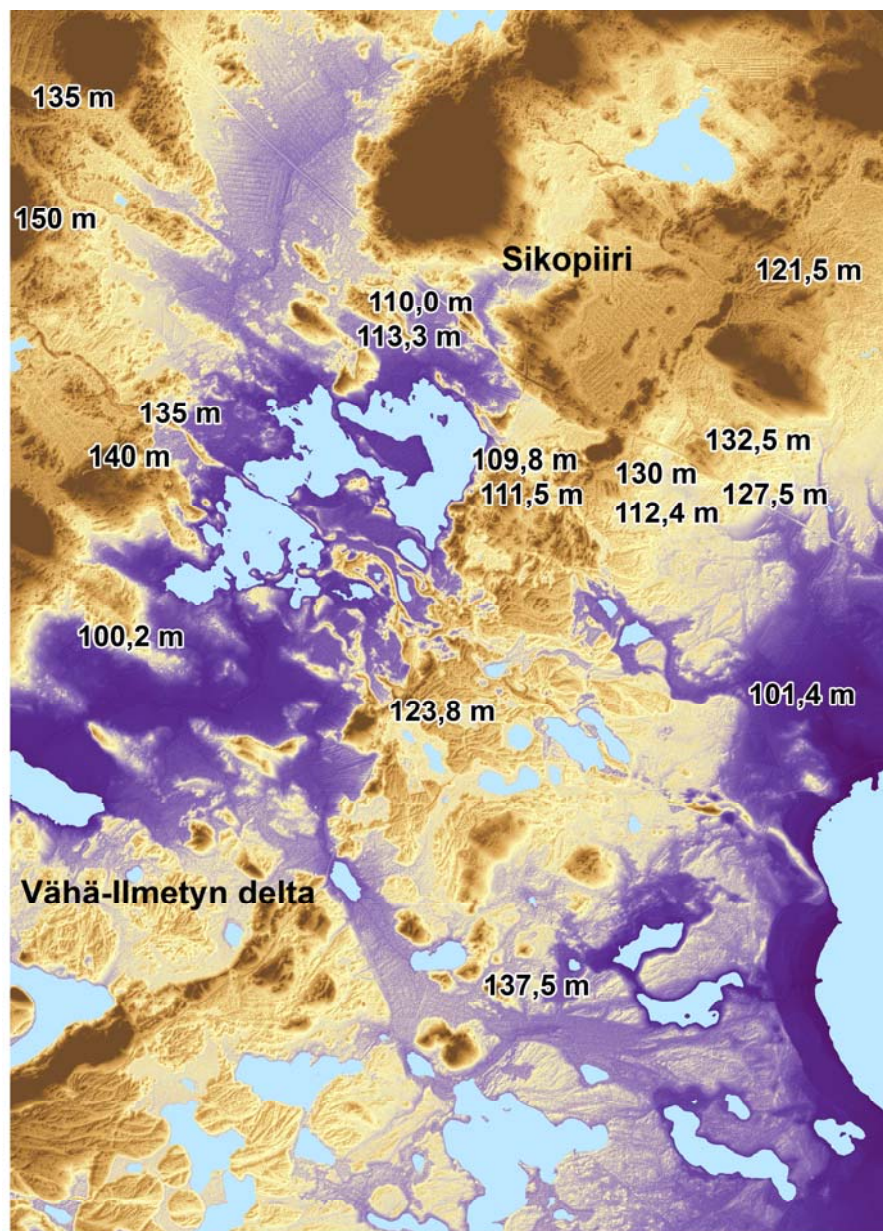 135 m
150 m
Sikopiiri
121,5 m
110,0 m
113,3 m
135 m
140 m
109,8 m
111,5 m
132,5 m
130 m
127,5 m
112,4 m
100,2 m
101,4 m
123,8 m
Vähä-Ilmetyn delta
137,5 m